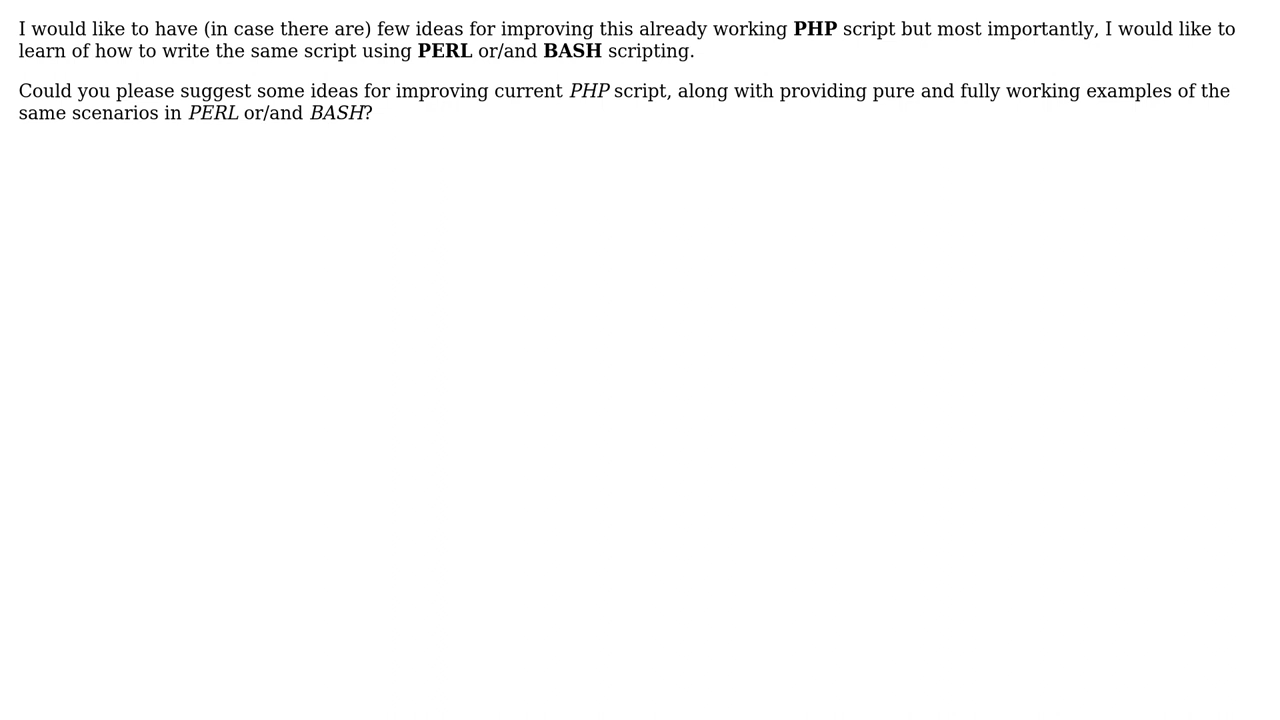 I would like to have (in case there are) few ideas for improving this already working PHP script but most importantly, I would like to
learn of how to write the same script using PERL or/and BASH scripting.
Could you please suggest some ideas for improving current PHP script, along with providing pure and fully working examples of the
same scenarios in PERL or/and BASH?